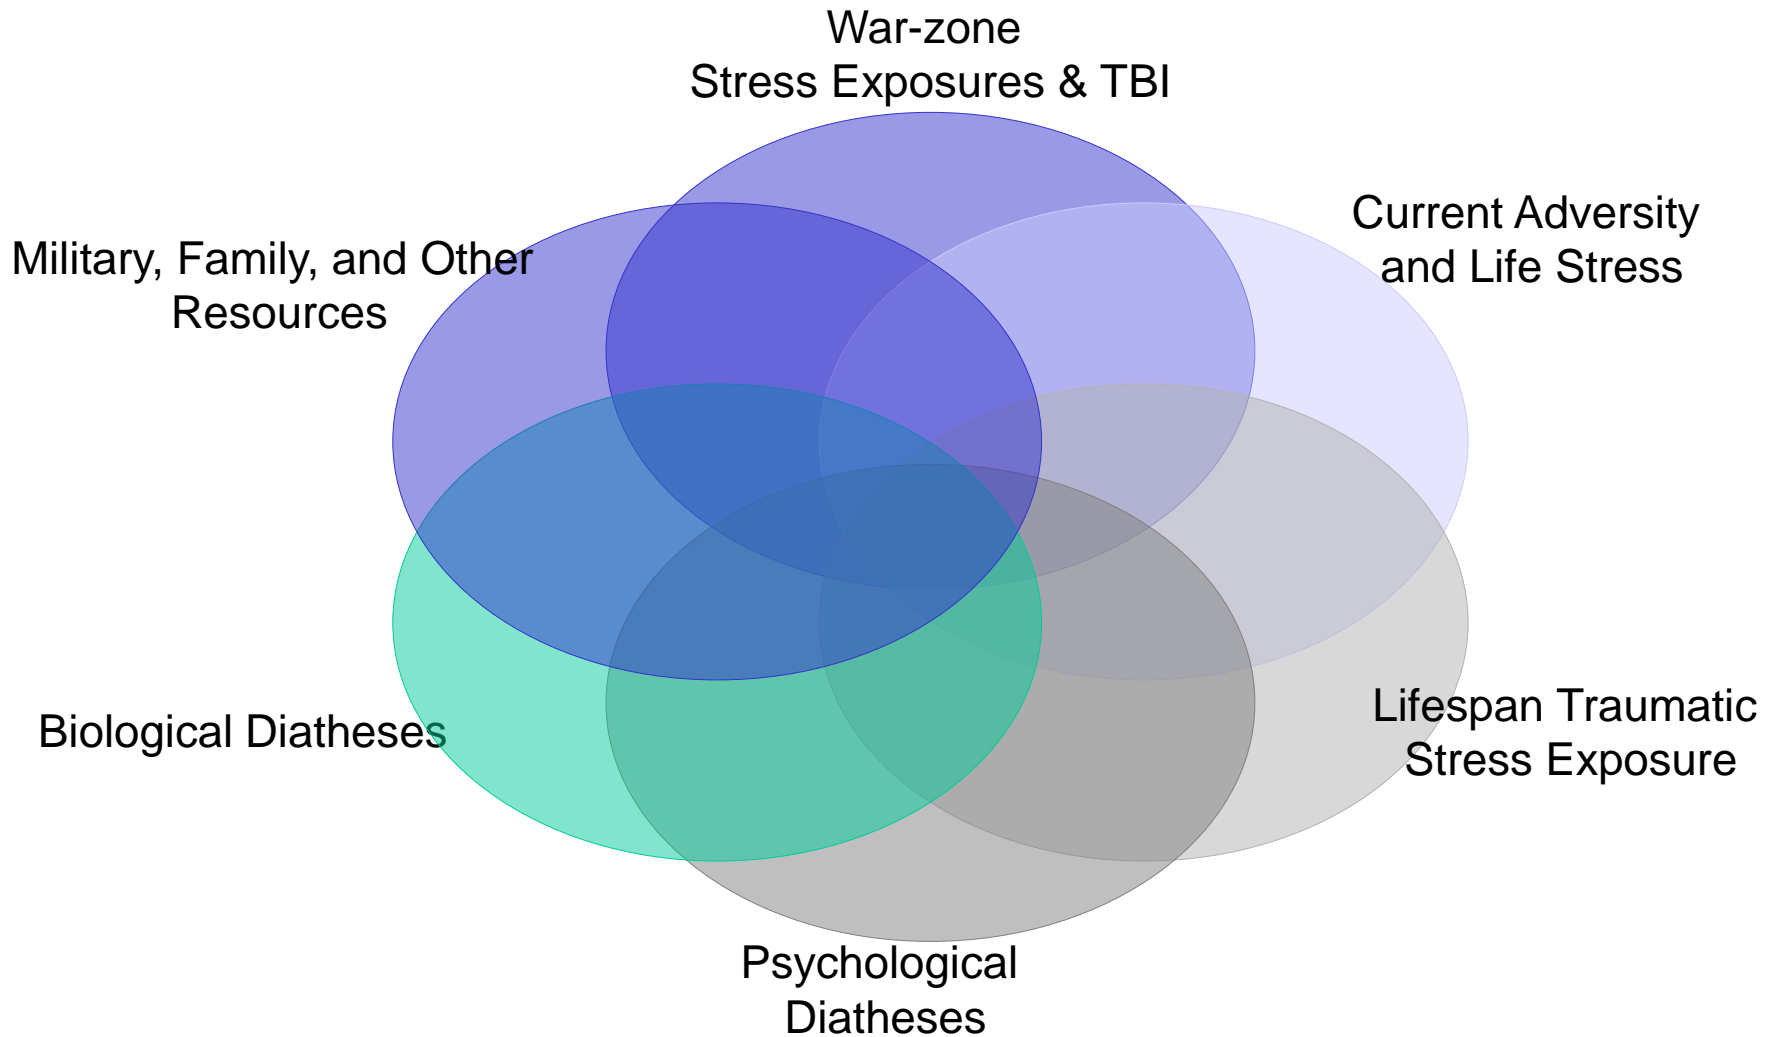 War-zone
Stress Exposures & TBI
Current Adversity
and Life Stress
Military, Family, and Other
Resources
Lifespan Traumatic
Stress Exposure
Biological Diatheses
Psychological
Diatheses